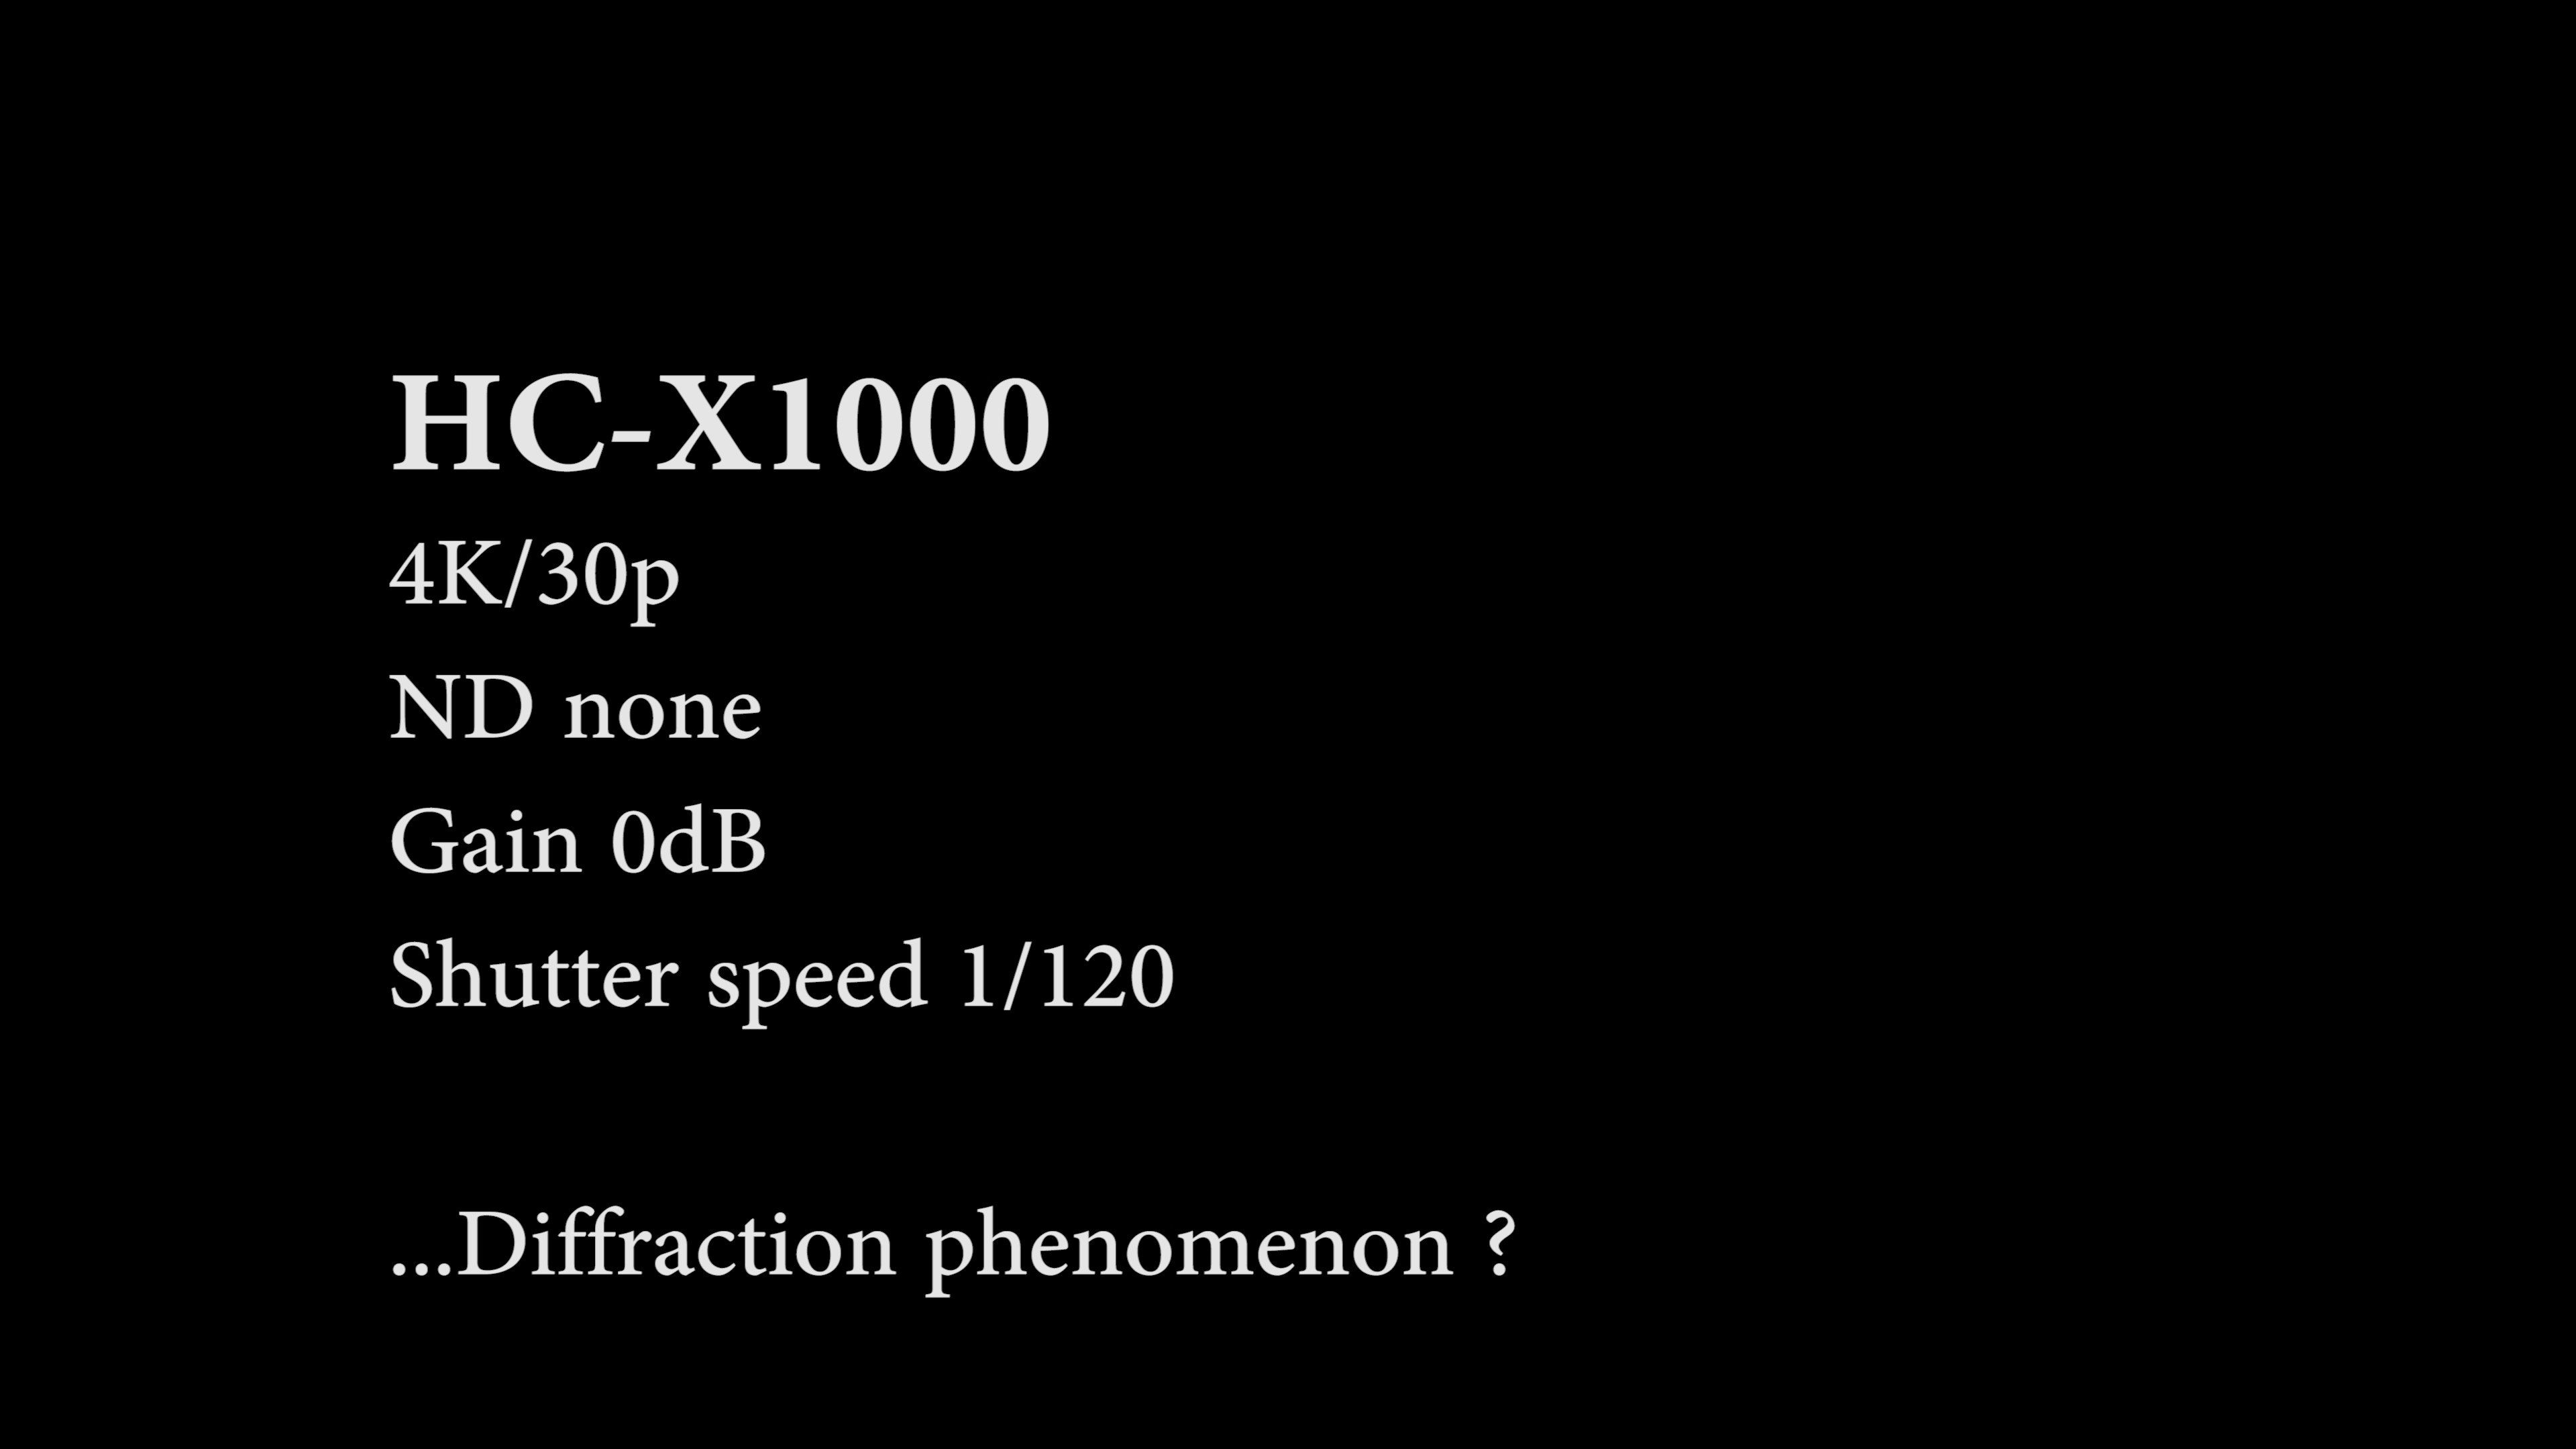 HC-X1000
4K/30p
ND none
Gain 0dB
Shutter speed 1/120
...Diffraction phenomenon ?